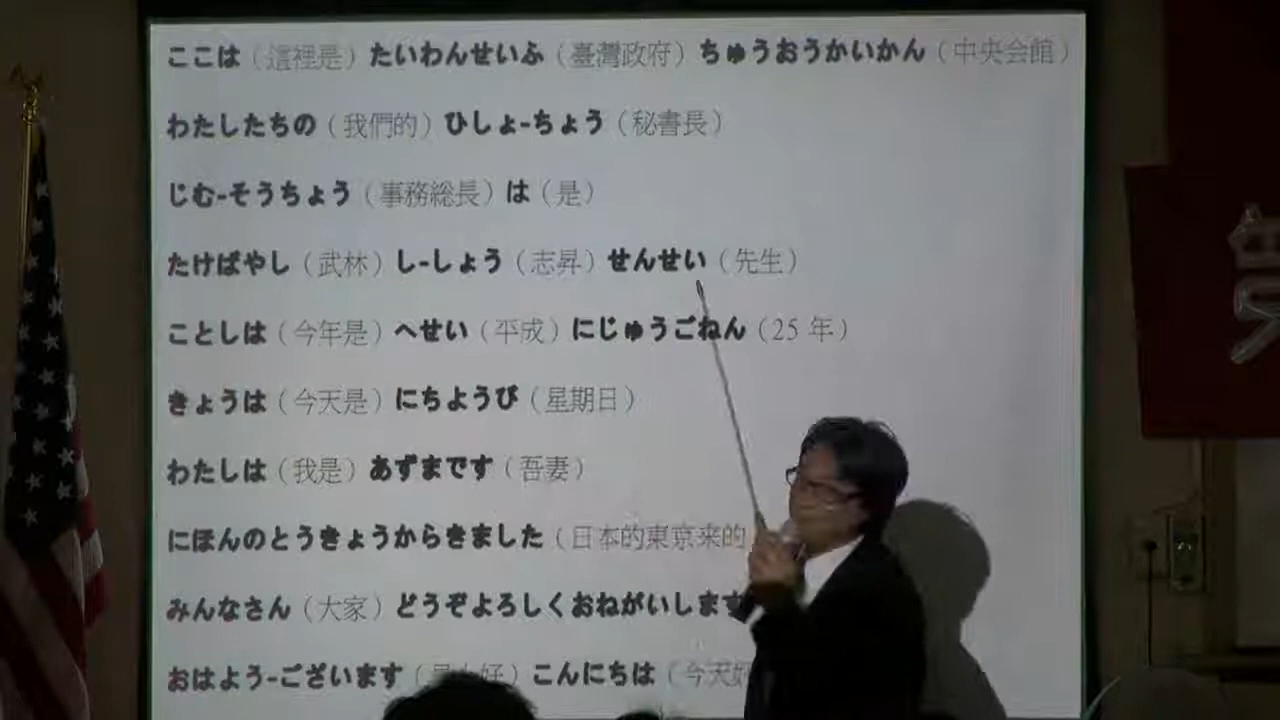 ここは（這裡是）たいわんせいふ（臺灣政府）ちゅうおうかいかん（中央会館）
わたしたちの（我們的）ひしょ-ちょう（秘書長）
じむ-そうちょう（事務総長）は（是）
たけばやし（武林）し-しょう（志昇）せんせい（先生）
ことしは（今年是）へせい（平成）にじゅうごねん（25 年）
きょうは（今天是）にちようび（星期日）
わたしは（我是）あずまです（吾妻）
にほんのとうきょうからきました（日本的東京来的
みんなさん（大家）どうぞよろしくおねがいします
おはよう-ございます（早上好）こんにちは（今天好